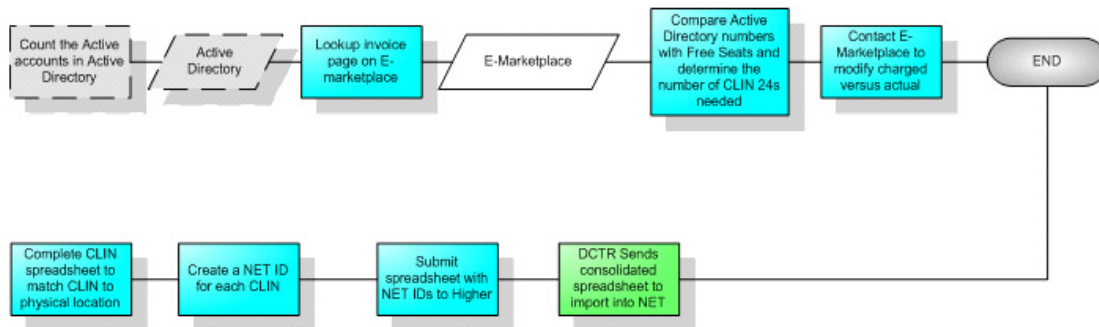 Count the Active
accounts in Active
Directory
Active
Directory
Lookup invoice
page on E-
marketplace
E-Marketplace
Compare Active
Directory numbers
with Free Seats and
determine the
number of CLIN 24s
needed
Contact E-
Marketplace to
modify charged
versus actual
END
Complete CLIN
spreadsheet to
match CLIN to
physical location
Create a NET ID
for each CLIN
Submit
spreadsheet with
NET IDs to Higher
DCTR Sends
consolidated
spreadsheet to
import into NET